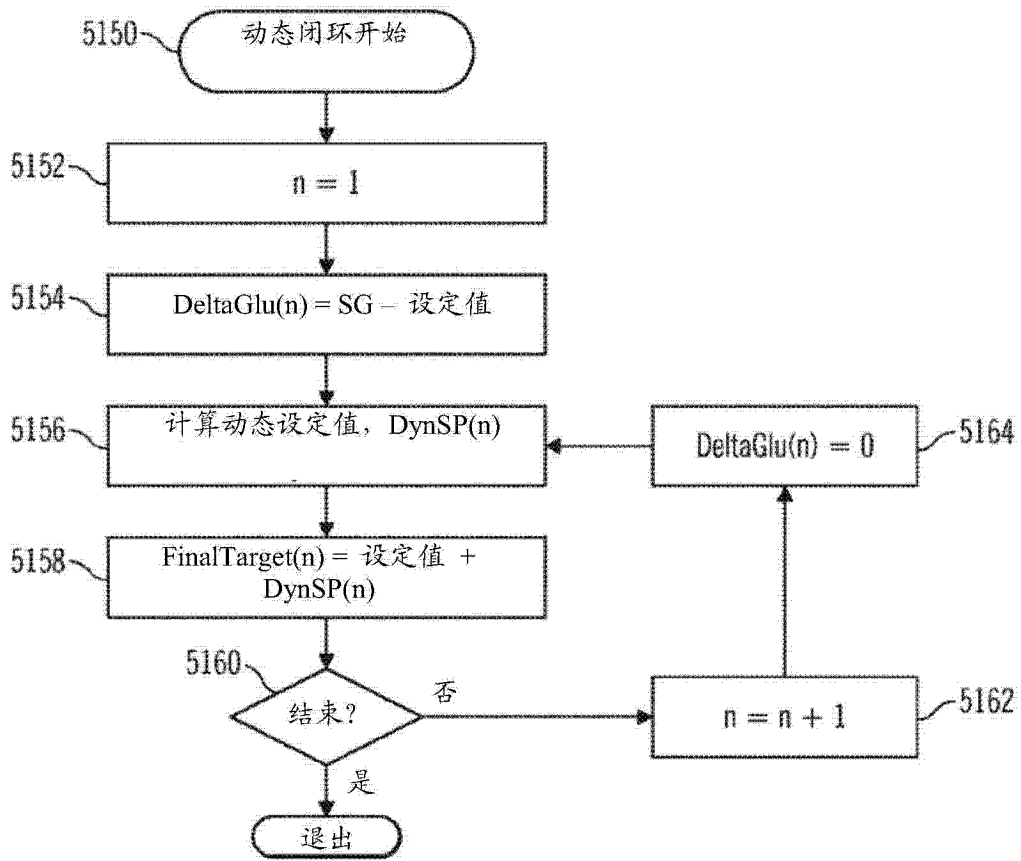 5150
动态闭环开始
5152
n = 1
5154
DeltaGlu(n) = SG – 设定值
5156
计算动态设定值，DynSP(n)
DeltaGlu(n) = 0
5164
5158
FinalTarget(n) = 设定值 +
DynSP(n)
5160
结束？
否
n = n + 1
5162
是
退出